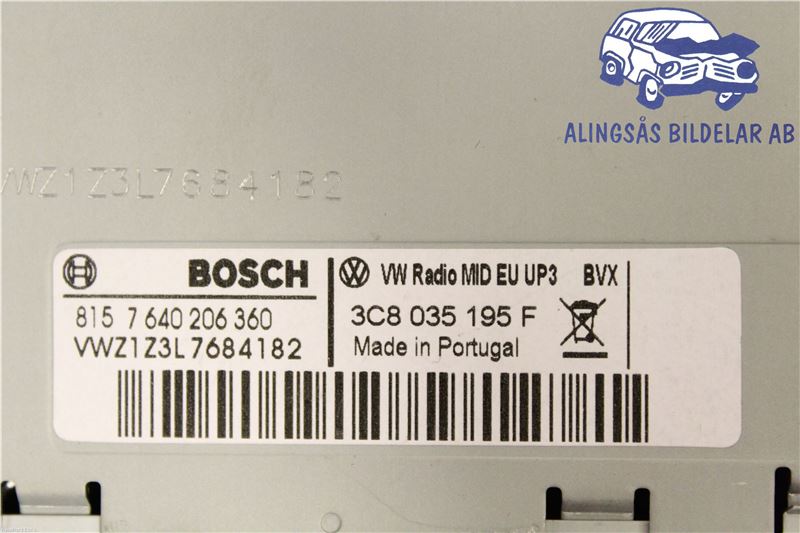 ALINGSÅS BILDELAR AB
VWZ1Z3L7684182
BOSCH
VW Radio MID EU UP3 BVX
815 7 640 206 360
3C8 035 195 F
VWZ1Z3L7684182
Made in Portugal